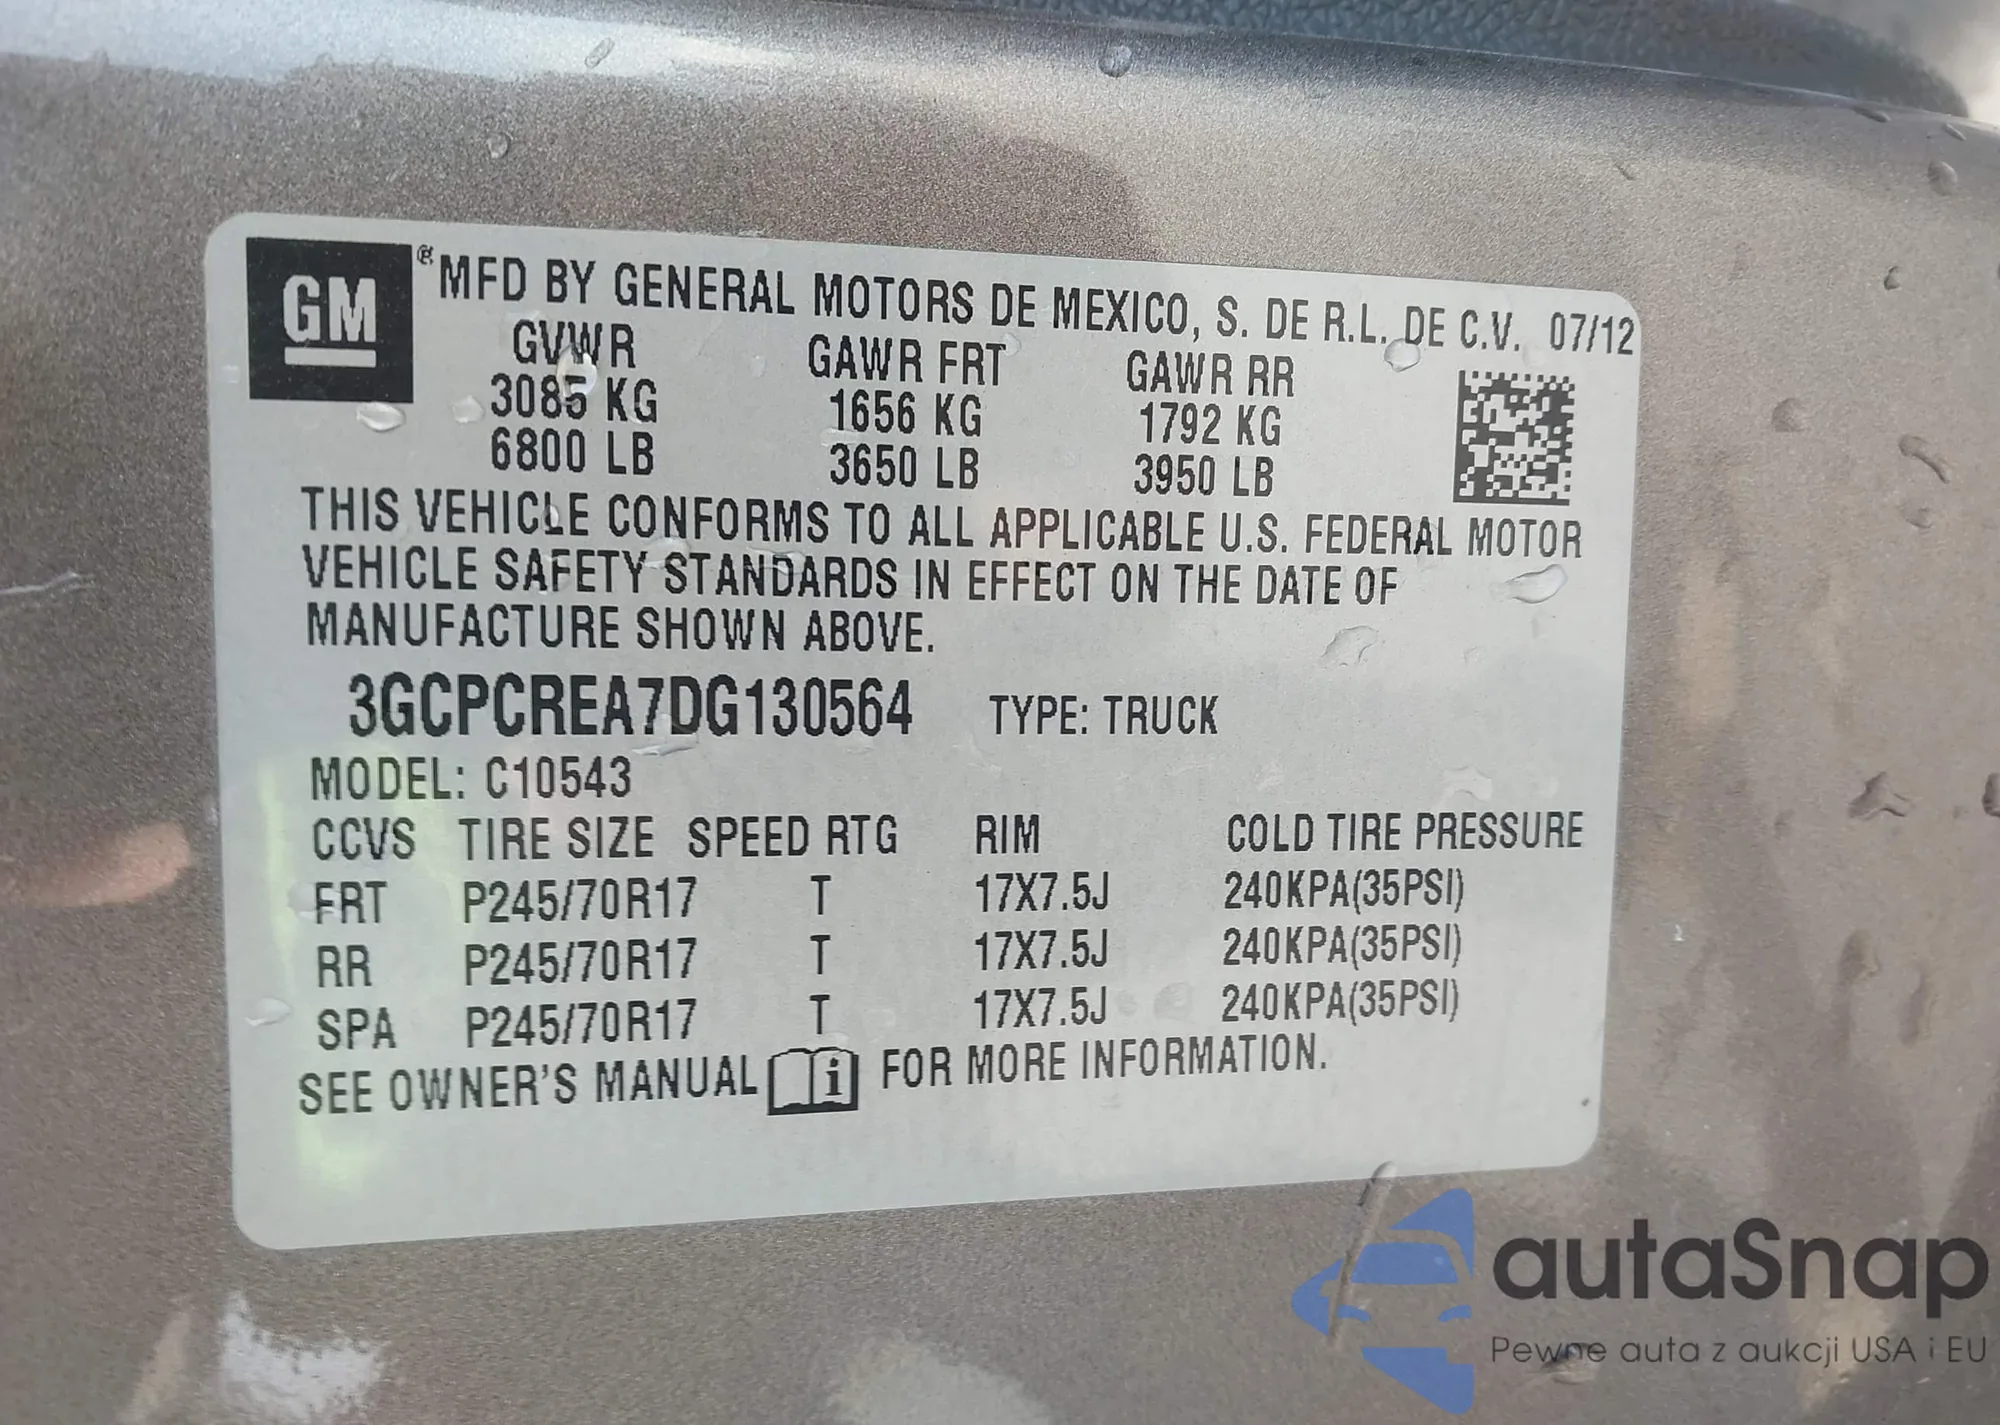 GM ® MFD BY GENERAL MOTORS DE MEXICO, S. DE R.L. DE C.V. 07/12
GVWR GAWR FRT GAWR RR
3085 KG 1656 KG 1792 KG
6800 LB 3650 LB 3950 LB
THIS VEHICLE CONFORMS TO ALL APPLICABLE U.S. FEDERAL MOTOR
VEHICLE SAFETY STANDARDS IN EFFECT ON THE DATE OF
MANUFACTURE SHOWN ABOVE.
3GCPCREA7DG130564 TYPE: TRUCK
MODEL: C10543
CCVS TIRE SIZE SPEED RTG RIM COLD TIRE PRESSURE
FRT P245/70R17 T 17X7.5J 240KPA(35PSI)
RR P245/70R17 T 17X7.5J 240KPA(35PSI)
SPA P245/70R17 T 17X7.5J 240KPA(35PSI)
SEE OWNER'S MANUAL i FOR MORE INFORMATION.
autaSnap
Pewne auta z aukcji USA i EU